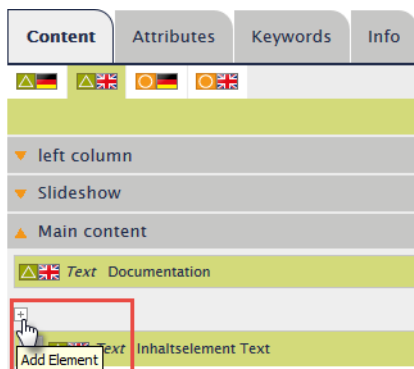 Content Attributes Keywords Info
left column
Slideshow
Main content
Text Documentation
Text Inhaltselement Text
Add Element